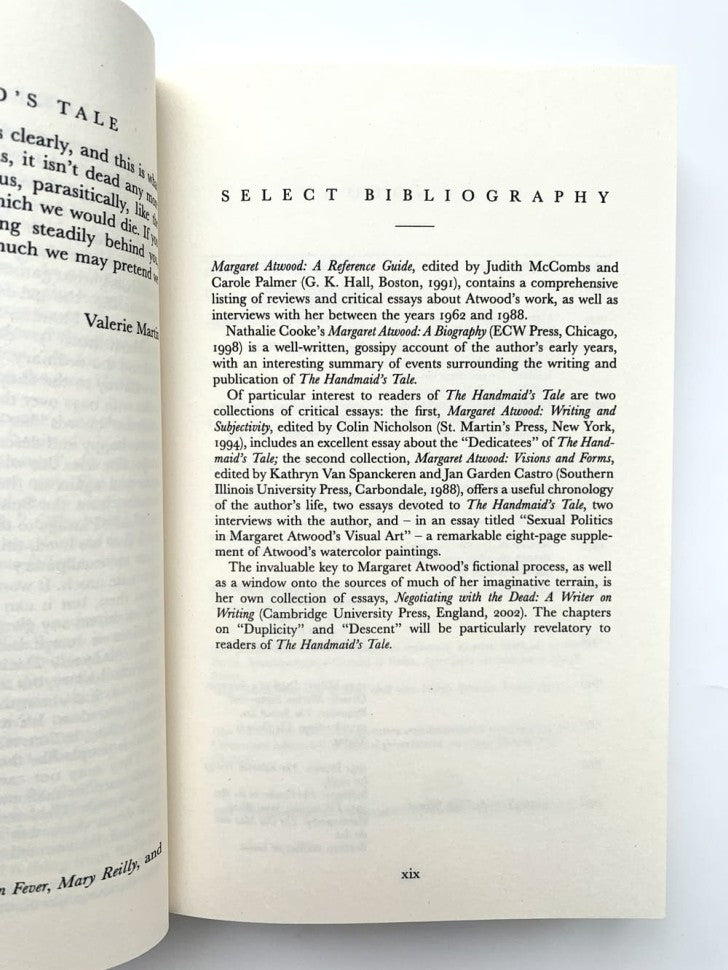 D'S TALE
clearly, and this is
it isn't dead any
us, parasitically, like
which we would die. If
steadily behind
much we may pretend
Valerie Martin
Fever, Mary Reilly, and
SELECT BIBLIOGRAPHY
Margaret Atwood: A Reference Guide, edited by Judith McCombs and
Carole Palmer (G. K. Hall, Boston, 1991), contains a comprehensive
listing of reviews and critical essays about Atwood's work, as well as
interviews with her between the years 1962 and 1988.
Nathalie Cooke's Margaret Atwood: A Biography (ECW Press, Chicago,
1998) is a well-written, gossipy account of the author's early years,
with an interesting summary of events surrounding the writing and
publication of The Handmaid's Tale.
Of particular interest to readers of The Handmaid's Tale are two
collections of critical essays: the first, Margaret Atwood: Writing and
Subjectivity, edited by Colin Nicholson (St. Martin's Press, New York,
1994), includes an excellent essay about the "Dedicatees" of The Hand-
maid's Tale; the second collection, Margaret Atwood: Visions and Forms,
edited by Kathryn Van Spanckeren and Jan Garden Castro (Southern
Illinois University Press, Carbondale, 1988), offers a useful chronology
of the author's life, two essays devoted to The Handmaid's Tale, two
interviews with the author, and – in an essay titled "Sexual Politics
in Margaret Atwood's Visual Art" – a remarkable eight-page supple-
ment of Atwood's watercolor paintings.
The invaluable key to Margaret Atwood's fictional process, as well
as a window onto the sources of much of her imaginative terrain, is
her own collection of essays, Negotiating with the Dead: A Writer on
Writing (Cambridge University Press, England, 2002). The chapters
on "Duplicity" and "Descent" will be particularly revelatory to
readers of The Handmaid's Tale.
xix